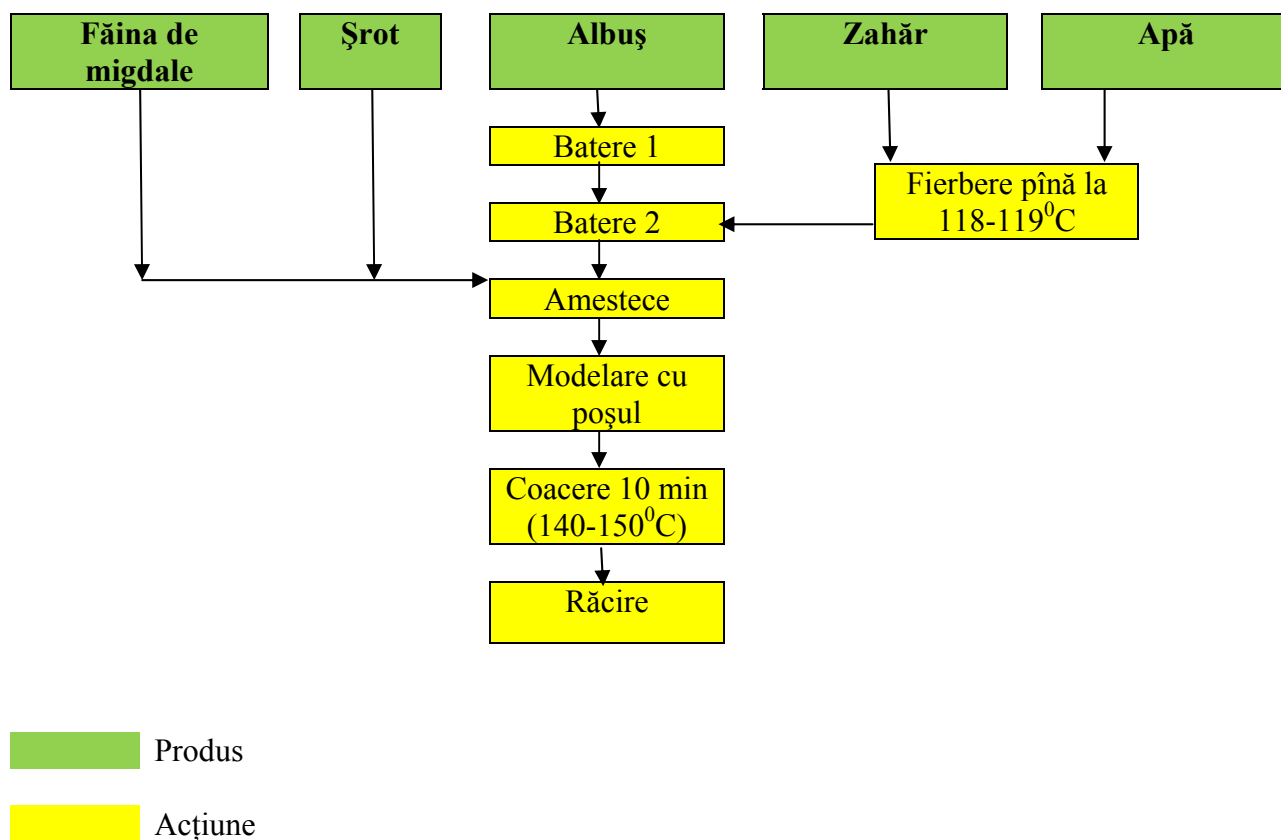 Făina de
migdale
Şrot
Albuş
Zahăr
Apă
Batere 1
Fierbere pînă la
118-119⁰C
Batere 2
Amestece
Modelare cu
poşul
Coacere 10 min
(140-150⁰C)
Răcire
Produs
Acţiune